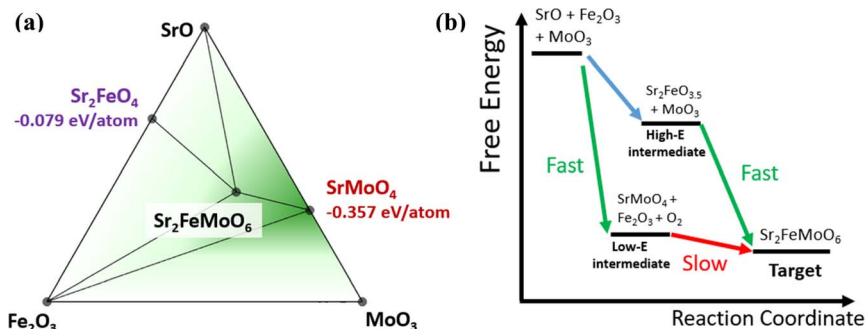 (a)
SrO
Sr₂FeO₄
-0.079 eV/atom
SrMoO₄
-0.357 eV/atom
Sr₂FeMoO₆
Fe₂O₃
MoO₃
(b)
Free Energy
SrO + Fe₂O₃
+ MoO₃
Sr₂FeO₃.₅
+ MoO₃
High-E
intermediate
Fast
Fast
SrMoO₄ +
Fe₂O₃ + O₂
Low-E
intermediate
Slow
Sr₂FeMoO₆
Target
Reaction Coordinate